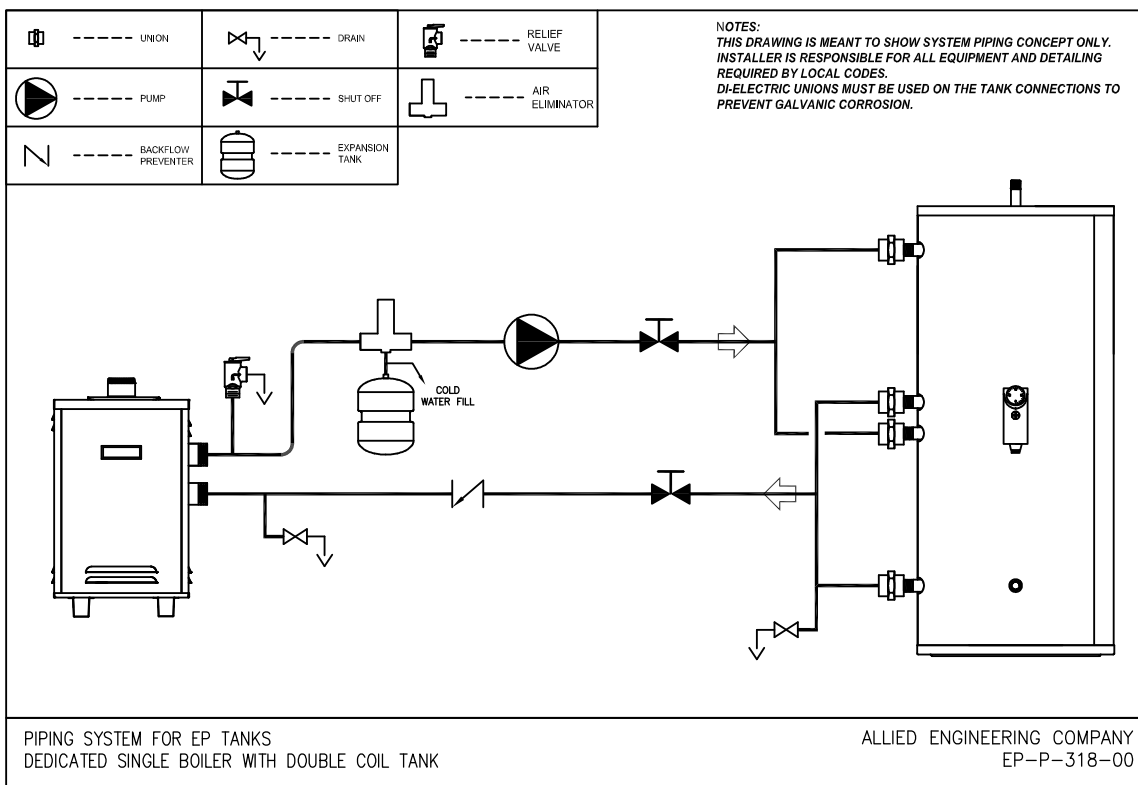 UNION
DRAIN
RELIEF
VALVE
PUMP
SHUT OFF
AIR
ELIMINATOR
BACKFLOW
PREVENTER
EXPANSION
TANK
NOTES:
THIS DRAWING IS MEANT TO SHOW SYSTEM PIPING CONCEPT ONLY.
INSTALLER IS RESPONSIBLE FOR ALL EQUIPMENT AND DETAILING
REQUIRED BY LOCAL CODES.
DI-ELECTRIC UNIONS MUST BE USED ON THE TANK CONNECTIONS TO
PREVENT GALVANIC CORROSION.
COLD
WATER FILL
PIPING SYSTEM FOR EP TANKS
DEDICATED SINGLE BOILER WITH DOUBLE COIL TANK
ALLIED ENGINEERING COMPANY
EP-P-318-00